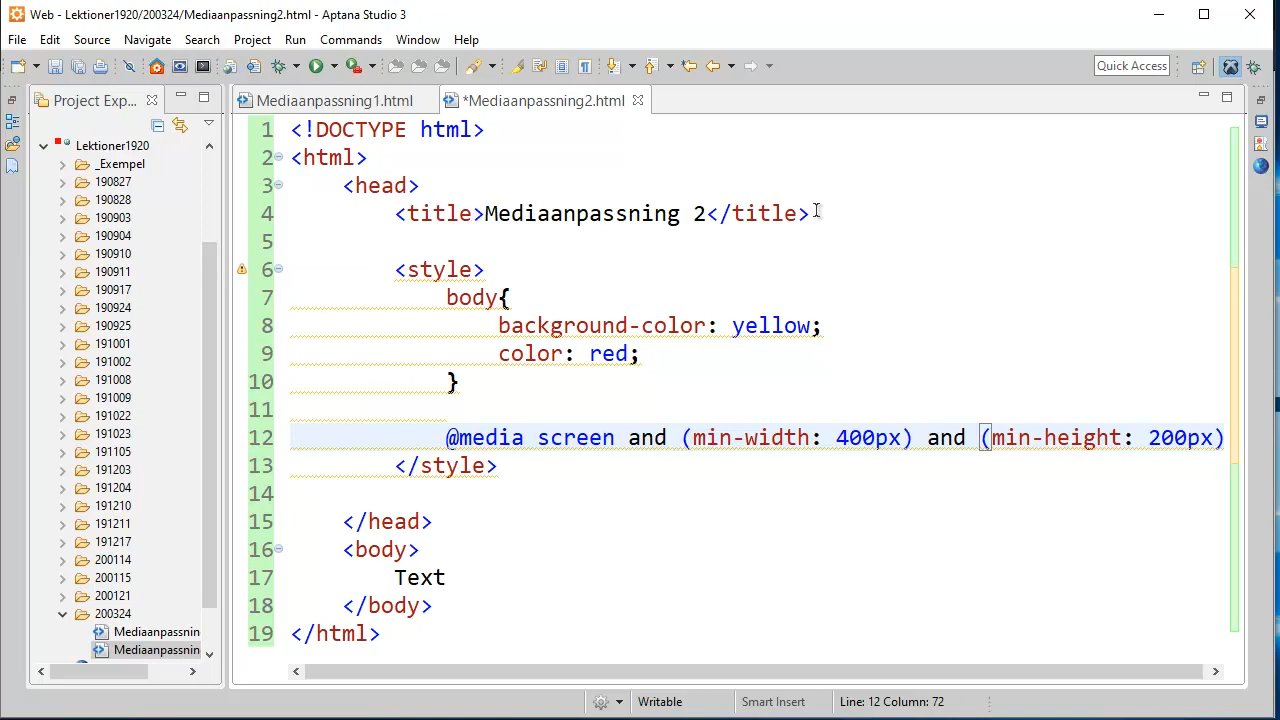 Web - Lektioner1920/200324/Mediaanpassning2.html - Aptana Studio 3
File Edit Source Navigate Search Project Run Commands Window Help
Quick Access
Project Exp...
Mediaanpassning1.html
*Mediaanpassning2.html
Lektioner1920
_Exempel
190827
190828
190903
190904
190910
190911
190917
190924
190925
191001
191002
191008
191009
191022
191023
191105
191203
191204
191210
191211
191217
200114
200115
200121
200324
Mediaanpassnin
Mediaanpassnin
1 <!DOCTYPE html>
2 <html>
3 <head>
4 <title>Mediaanpassning 2</title>
5
6 <style>
7 body{
8 background-color: yellow;
9 color: red;
10 }
11
12 @media screen and (min-width: 400px) and (min-height: 200px)
13 </style>
14
15 </head>
16 <body>
17 Text
18 </body>
19 </html>
Writable Smart Insert Line: 12 Column: 72